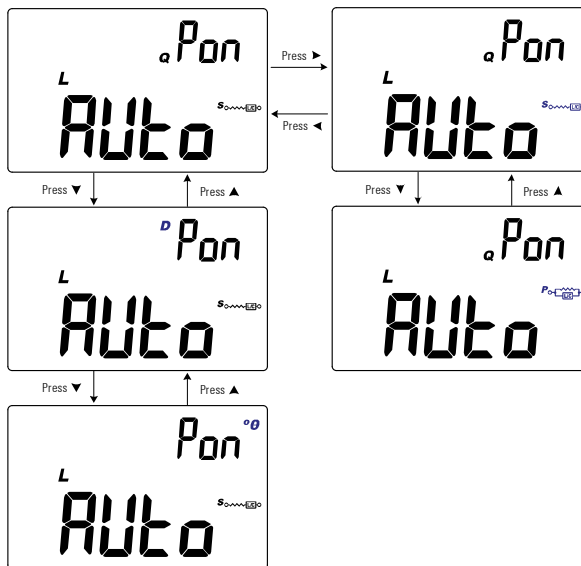 Q Pon
L
S L/C
AUto
Press ►
Press ◄
Q Pon
L
S L/C
AUto
Press ▼
Press ▲
Press ▼
Press ▲
D Pon
L
S L/C
AUto
Q Pon
L
P L/C
AUto
Press ▼
Press ▲
Pon °θ
L
S L/C
AUto